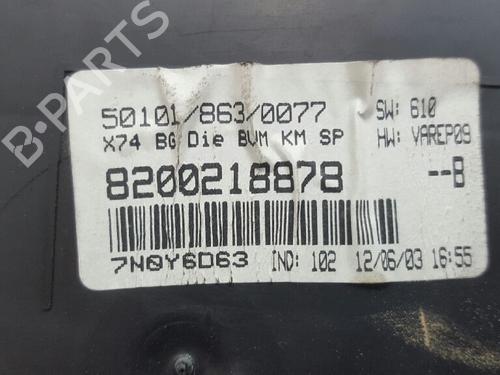 B-PARTS
50101/863/0077
SW: 610
X74 BG Die BVM KM SP
HW: VAREP09
8200218878
--B
7N0Y6D63
IND: 102
12/06/03 16:55